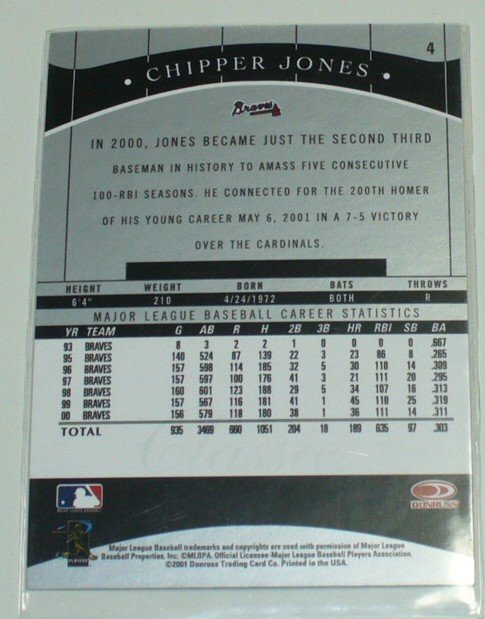 4
• CHIPPER JONES •
Braves
IN 2000, JONES BECAME JUST THE SECOND THIRD
BASEMAN IN HISTORY TO AMASS FIVE CONSECUTIVE
100-RBI SEASONS. HE CONNECTED FOR THE 200TH HOMER
OF HIS YOUNG CAREER MAY 6, 2001 IN A 7-5 VICTORY
OVER THE CARDINALS.
HEIGHT WEIGHT BORN BATS THROWS
6'4" 210 4/24/1972 BOTH R
MAJOR LEAGUE BASEBALL CAREER STATISTICS
YR TEAM G AB R H 2B 3B HR RBI SB BA
93 BRAVES 8 3 2 2 1 0 0 0 0 .667
95 BRAVES 140 524 87 139 22 3 23 86 8 .265
96 BRAVES 157 598 114 185 32 5 30 110 14 .309
97 BRAVES 157 597 100 176 41 3 21 111 20 .295
98 BRAVES 160 601 123 188 29 5 34 107 16 .313
99 BRAVES 157 567 116 181 41 1 45 110 25 .319
00 BRAVES 156 579 118 180 38 1 36 111 14 .311
TOTAL 935 3469 660 1051 204 18 189 635 97 .303
MAJOR LEAGUE BASEBALL
DONRUSS
PLAYERS
Major League Baseball trademarks and copyrights are used with permission of Major League
Baseball Properties, Inc. ©MLBPA. Official Licensee-Major League Baseball Players Association.
©2001 Donruss Trading Card Co. Printed in the USA.